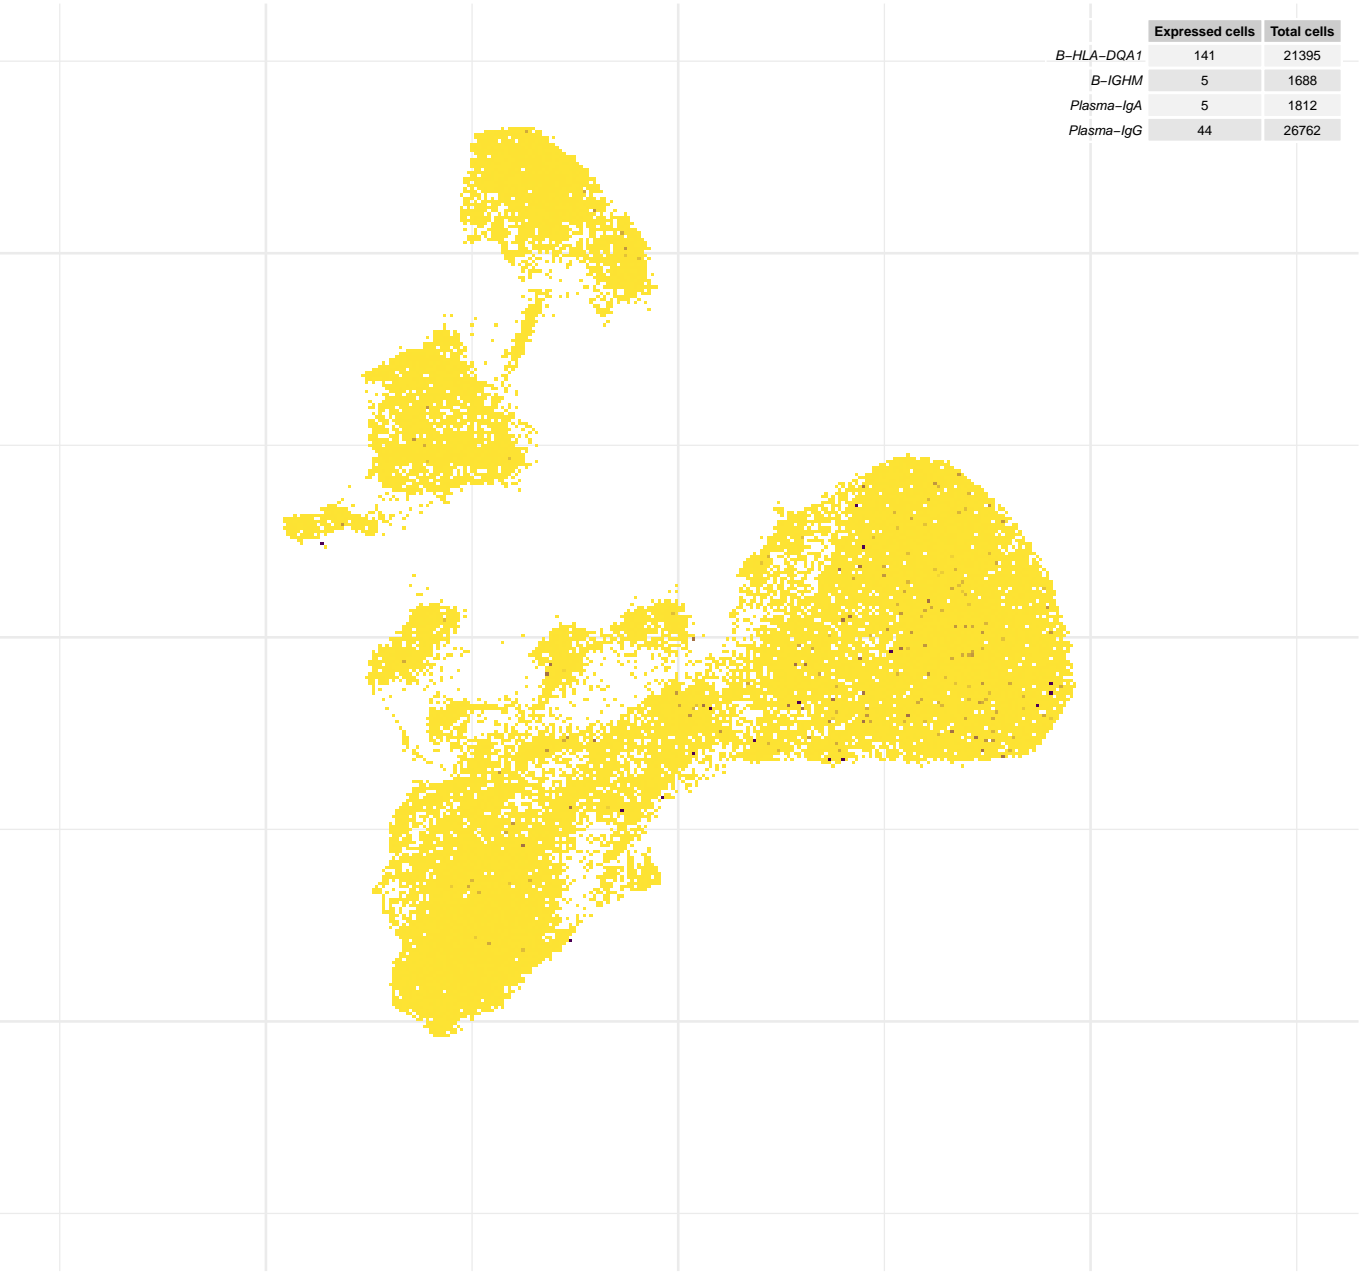 Expressed cells Total cells
B−HLA−DQA1 141 21395
B−IGHM 5 1688
Plasma−IgA 5 1812
Plasma−IgG 44 26762